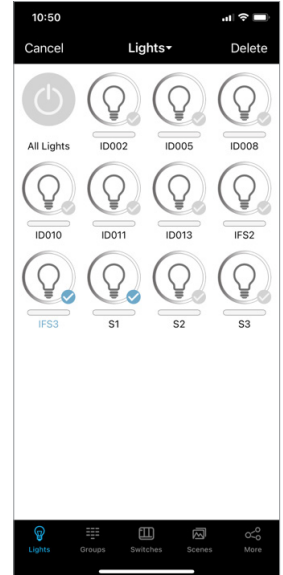 10:50
Cancel Lights▾ Delete
All Lights ID002 ID005 ID008
ID010 ID011 ID013 IFS2
IFS3 S1 S2 S3
Lights Groups Switches Scenes More